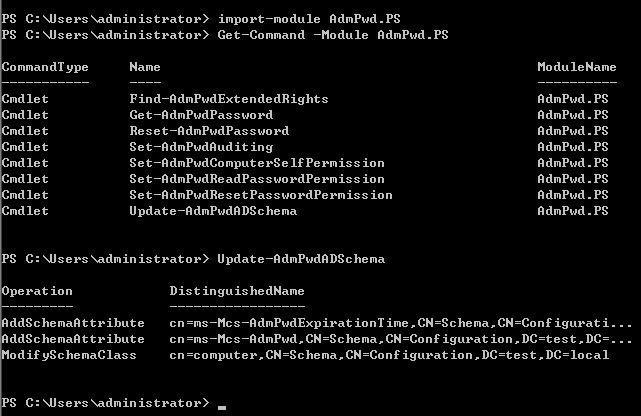 PS C:\Users\administrator> import-module AdmPwd.PS
PS C:\Users\administrator> Get-Command -Module AdmPwd.PS
CommandType     Name                                               ModuleName
-----------     ----                                               ----------
Cmdlet          Find-AdmPwdExtendedRights                          AdmPwd.PS
Cmdlet          Get-AdmPwdPassword                                 AdmPwd.PS
Cmdlet          Reset-AdmPwdPassword                               AdmPwd.PS
Cmdlet          Set-AdmPwdAuditing                                 AdmPwd.PS
Cmdlet          Set-AdmPwdComputerSelfPermission                   AdmPwd.PS
Cmdlet          Set-AdmPwdReadPasswordPermission                   AdmPwd.PS
Cmdlet          Set-AdmPwdResetPasswordPermission                  AdmPwd.PS
Cmdlet          Update-AdmPwdADSchema                              AdmPwd.PS
PS C:\Users\administrator> Update-AdmPwdADSchema
Operation            DistinguishedName
---------            -----------------
AddSchemaAttribute   cn=ms-Mcs-AdmPwdExpirationTime,CN=Schema,CN=Configurati...
AddSchemaAttribute   cn=ms-Mcs-AdmPwd,CN=Schema,CN=Configuration,DC=test,DC=...
ModifySchemaClass    cn=computer,CN=Schema,CN=Configuration,DC=test,DC=local
PS C:\Users\administrator> _